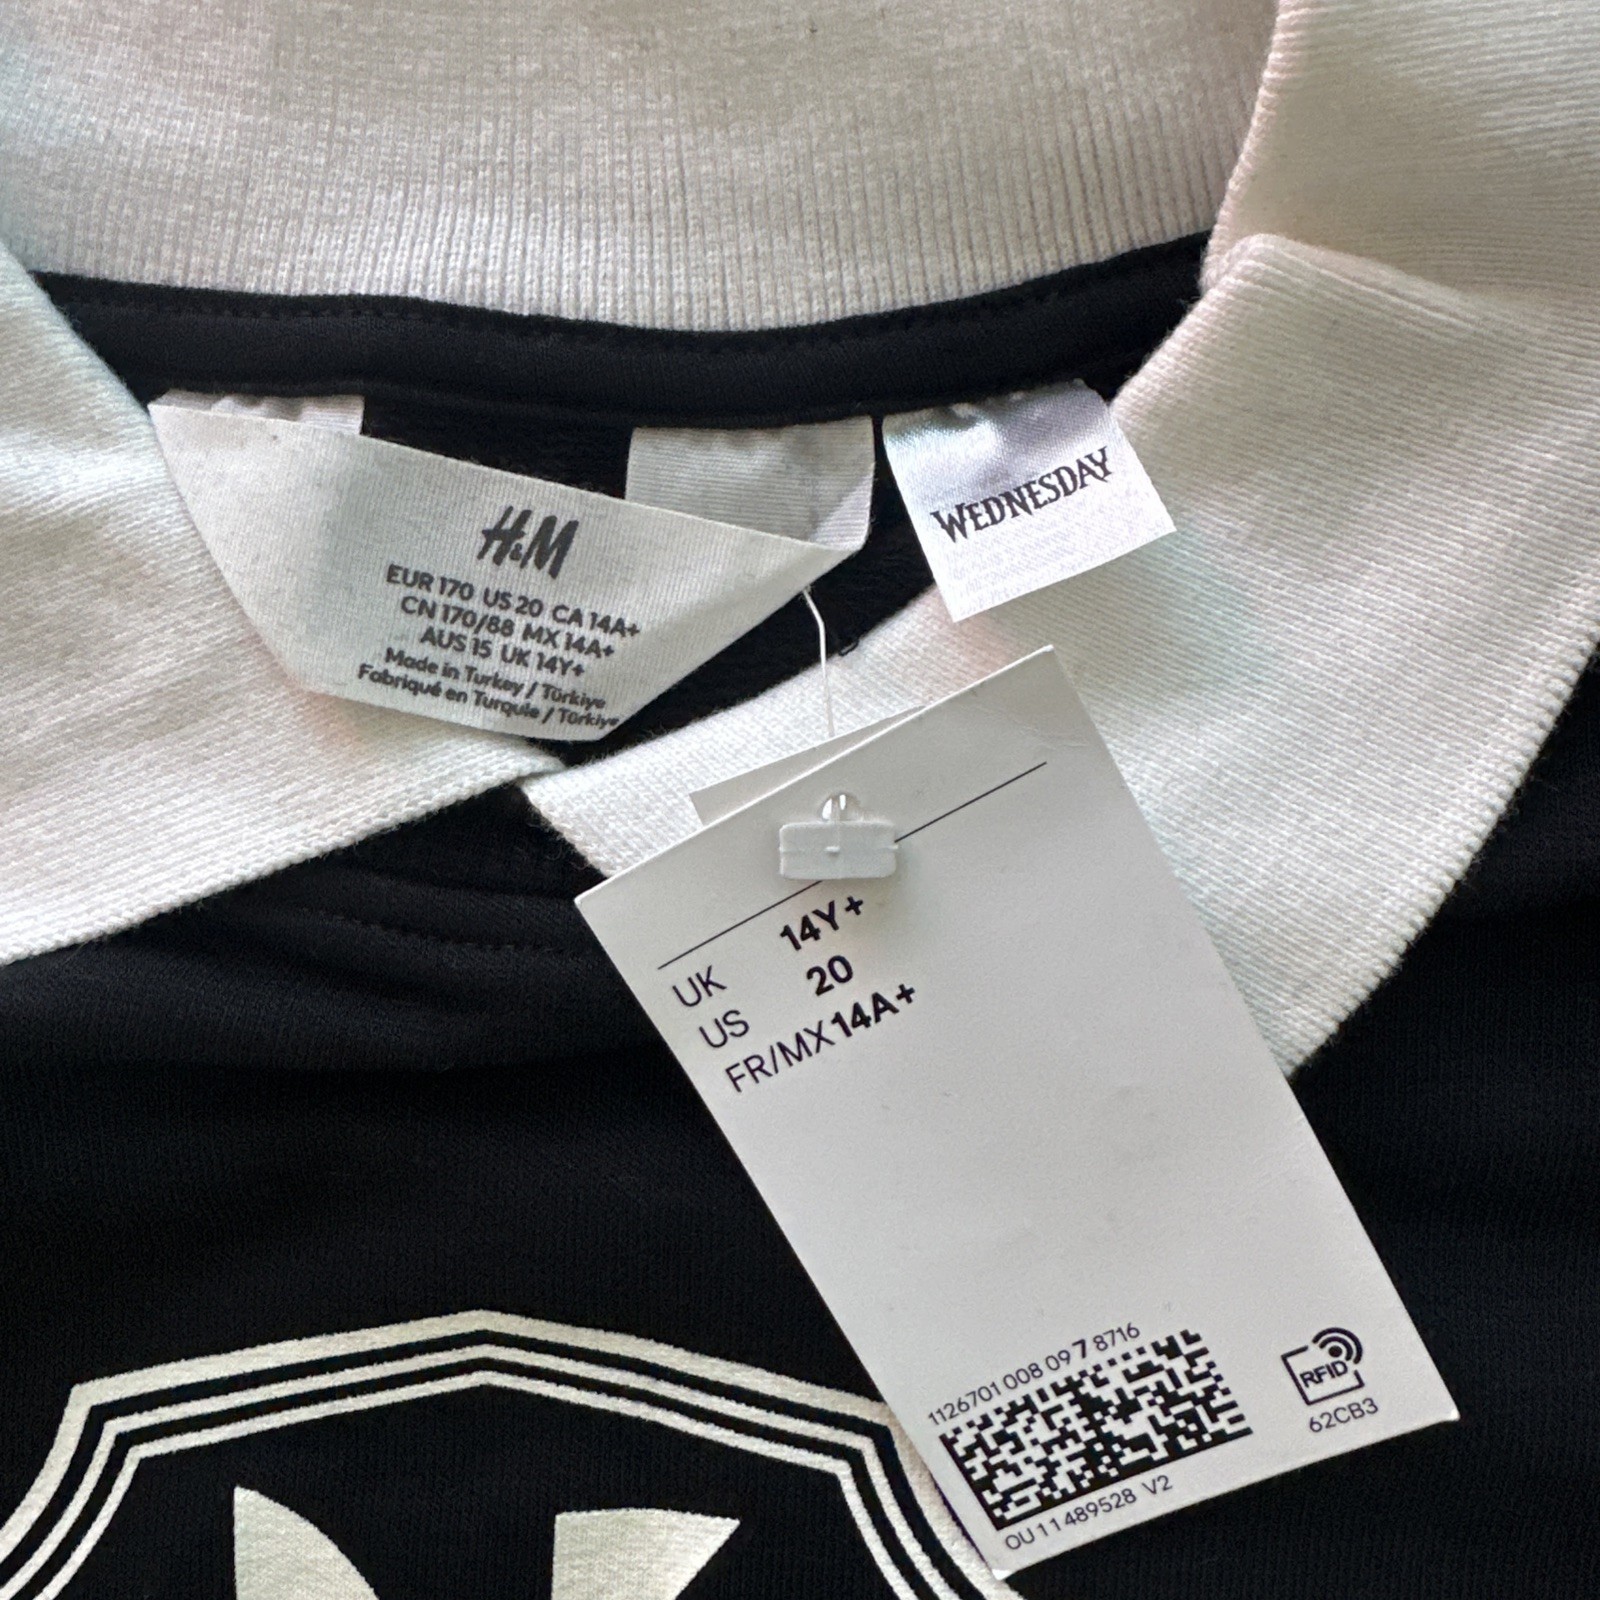 H&M
EUR 170 US 20 CA 14A+
CN 170/88 MX 14A+
AUS 15 UK 14Y+
Made in Turkey / Türkiye
Fabriqué en Turquie / Türkiye
WEDNESDAY
UK 14Y+
US 20
FR/MX 14A+
1126701 008 09 7 8716
OU11489528 V2
RFID
62CB3